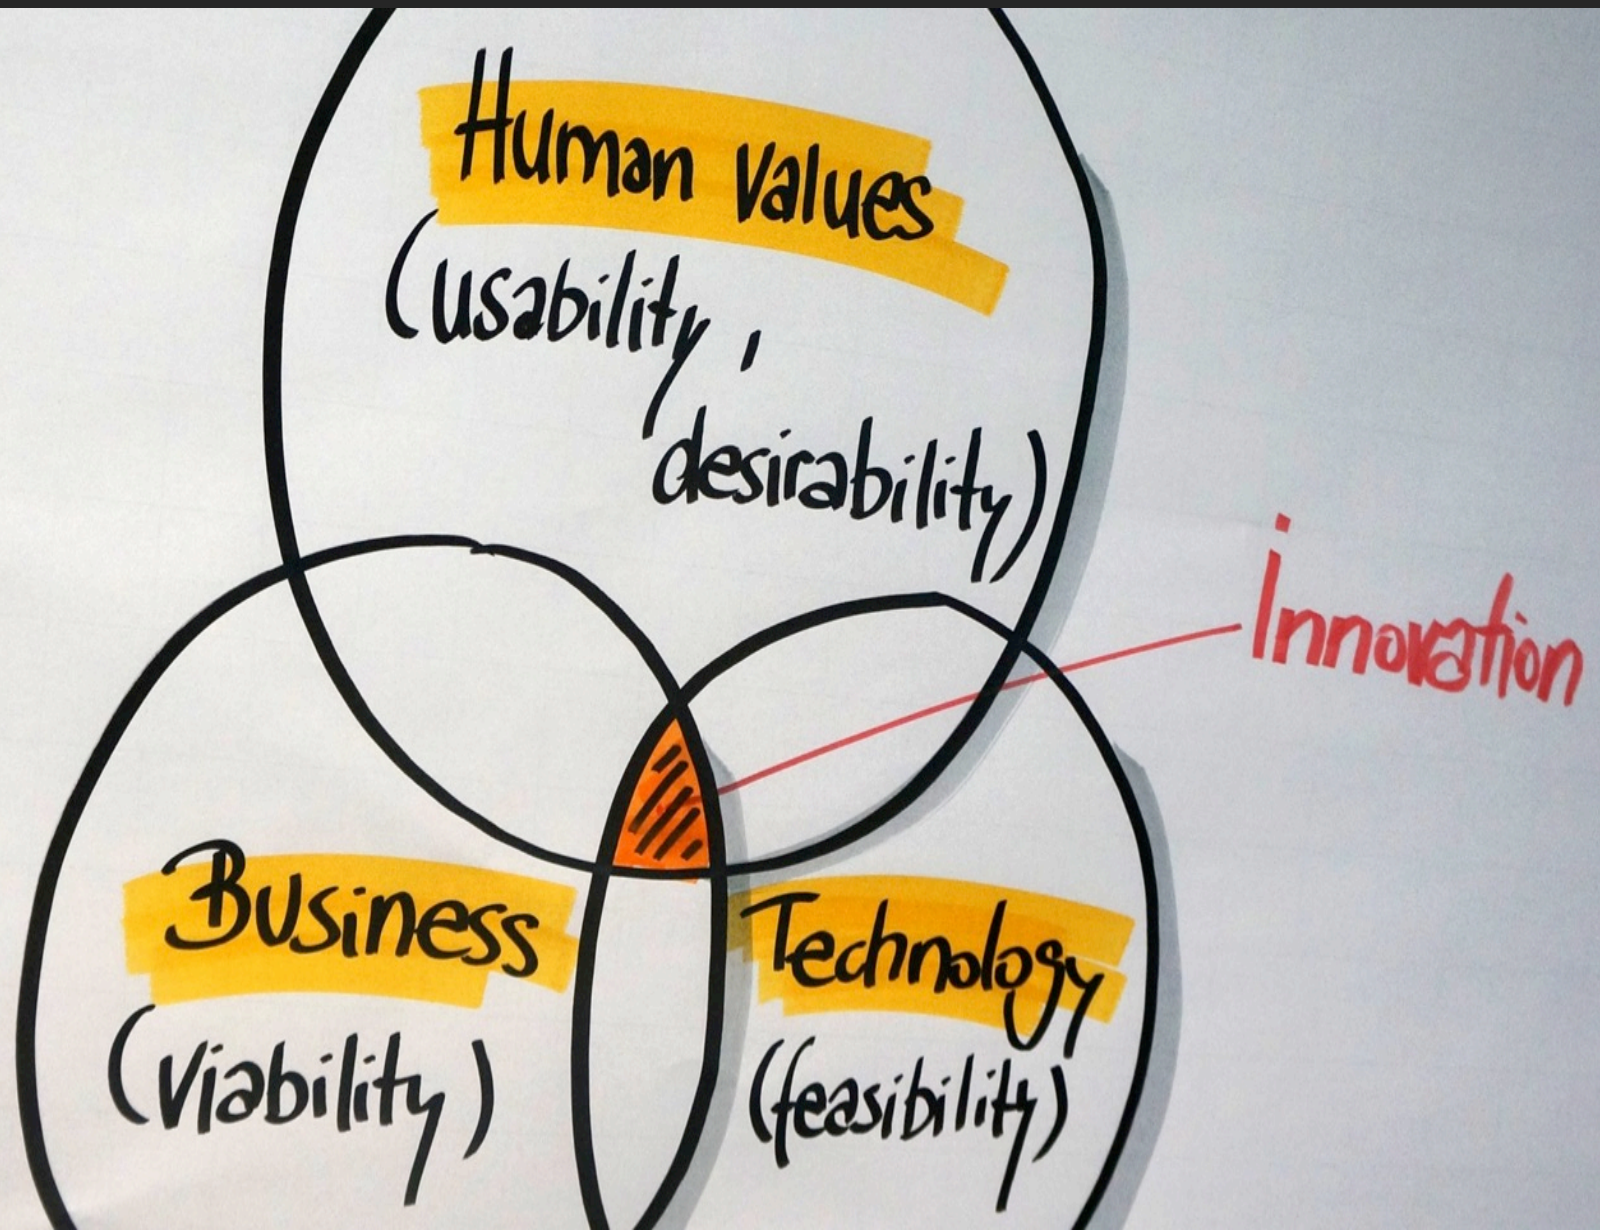 Human Values
(usability,
desirability)
Innovation
Business
(Viability)
Technology
(feasibility)